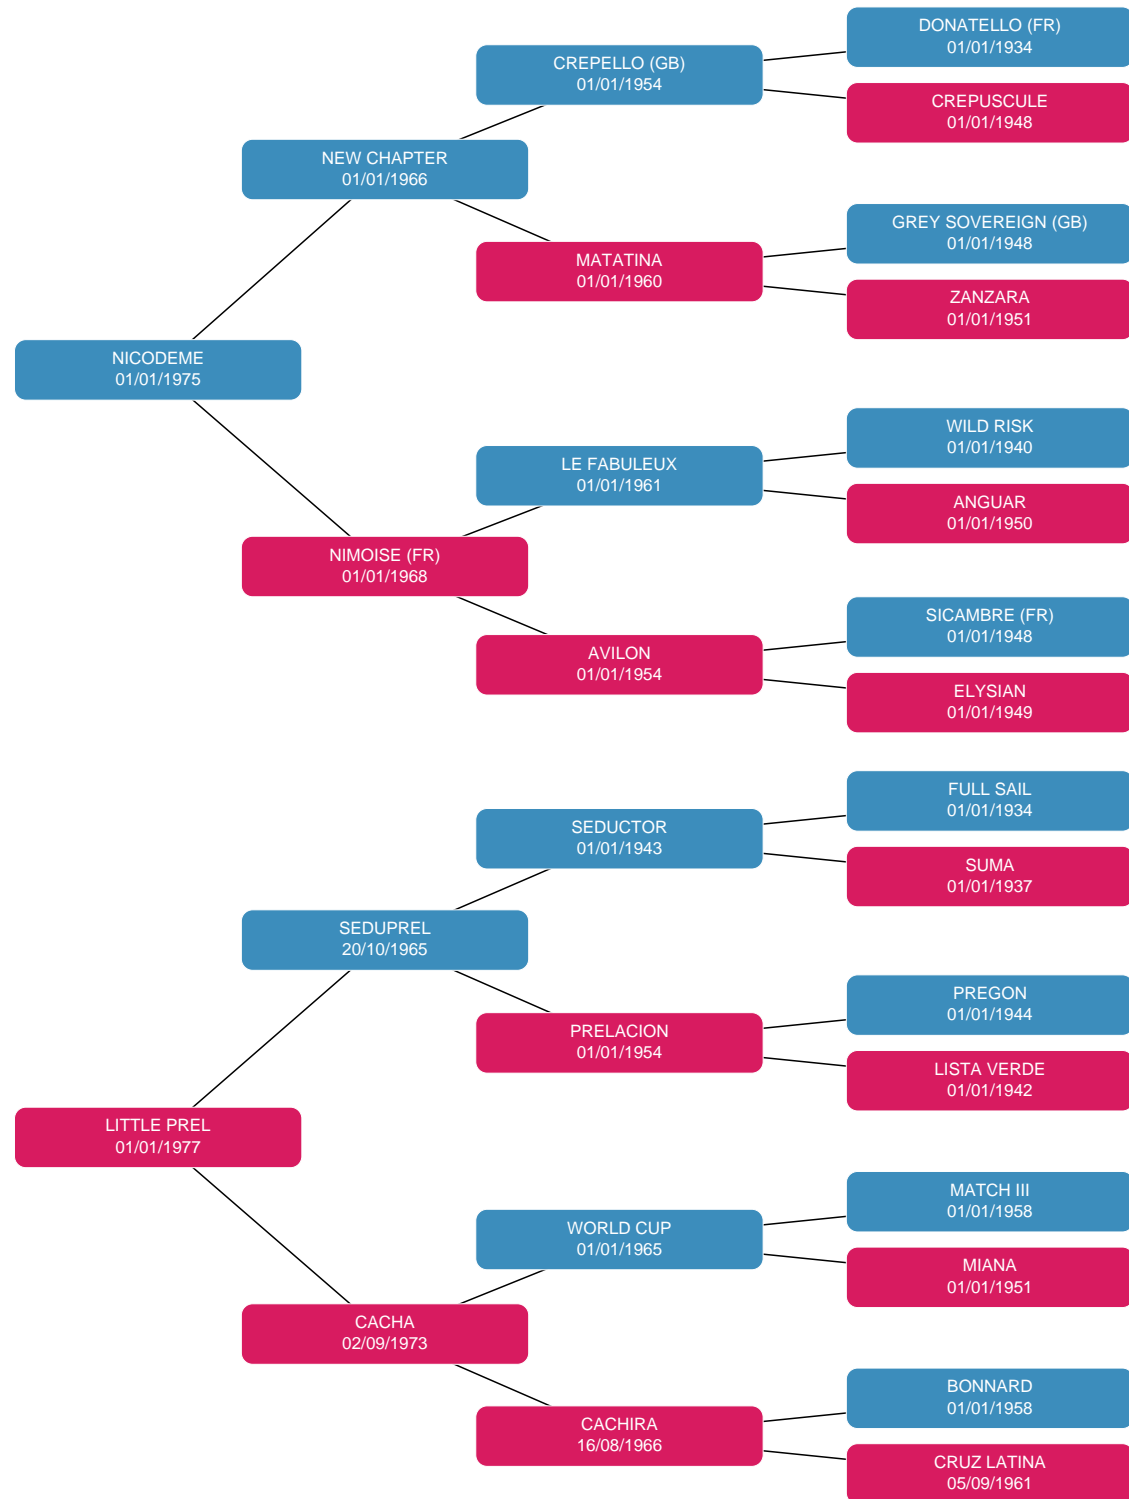 DONATELLO (FR)
01/01/1934
CREPELLO (GB)
01/01/1954
CREPUSCULE
01/01/1948
NEW CHAPTER
01/01/1966
GREY SOVEREIGN (GB)
01/01/1948
MATATINA
01/01/1960
ZANZARA
01/01/1951
NICODEME
01/01/1975
WILD RISK
01/01/1940
LE FABULEUX
01/01/1961
ANGUAR
01/01/1950
NIMOISE (FR)
01/01/1968
SICAMBRE (FR)
01/01/1948
AVILON
01/01/1954
ELYSIAN
01/01/1949
FULL SAIL
01/01/1934
SEDUCTOR
01/01/1943
SUMA
01/01/1937
SEDUPREL
20/10/1965
PREGON
01/01/1944
PRELACION
01/01/1954
LISTA VERDE
01/01/1942
LITTLE PREL
01/01/1977
MATCH III
01/01/1958
WORLD CUP
01/01/1965
MIANA
01/01/1951
CACHA
02/09/1973
BONNARD
01/01/1958
CACHIRA
16/08/1966
CRUZ LATINA
05/09/1961